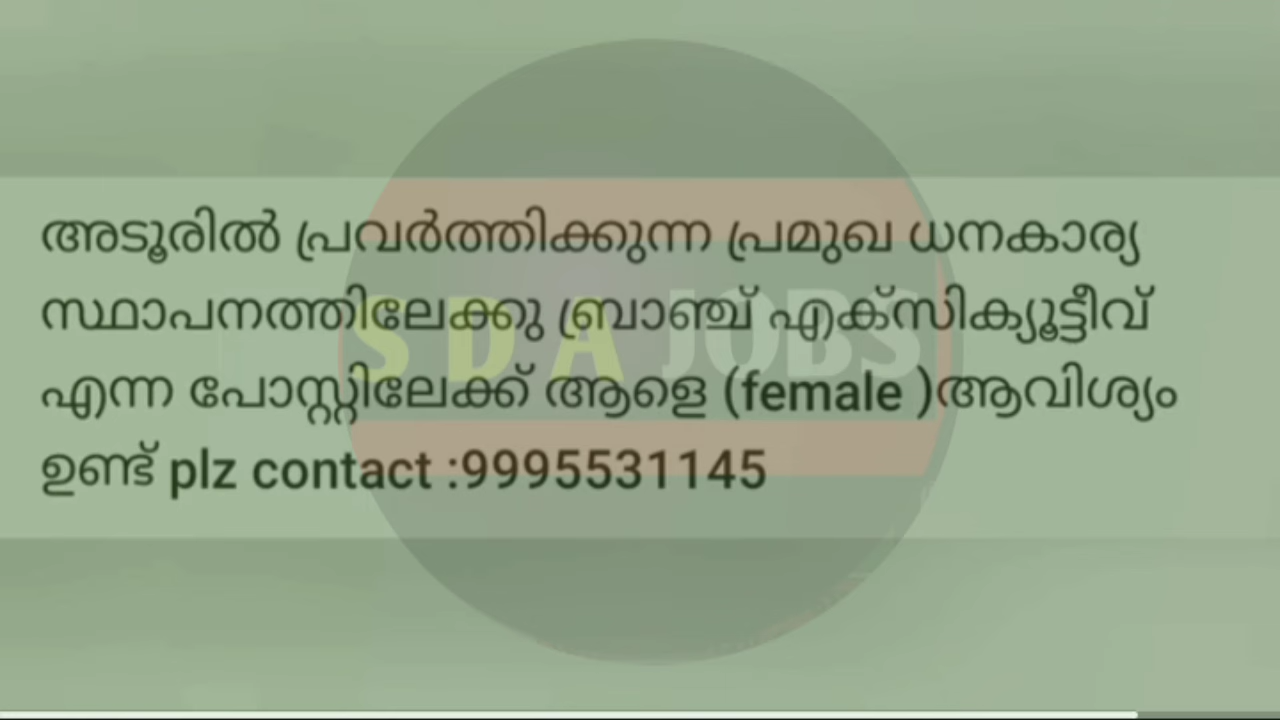 അടൂരിൽ പ്രവർത്തിക്കുന്ന പ്രമുഖ ധനകാര്യ
സ്ഥാപനത്തിലേക്കു ബ്രാഞ്ച് എക്സിക്യൂട്ടീവ്
എന്ന പോസ്റ്റിലേക്ക് ആളെ (female )ആവിശ്യം
ഉണ്ട് plz contact :9995531145
SDA JOBS